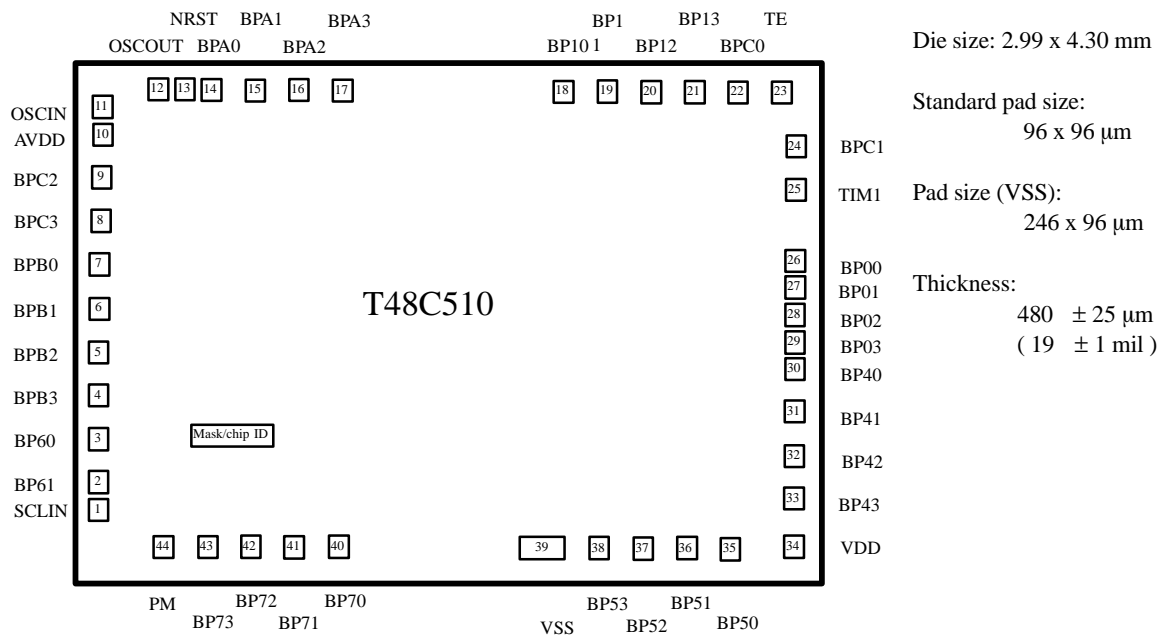 NRST BPA1 BPA3 BP1 BP13 TE
OSCOUT BPA0 BPA2 BP10 1 BP12 BPC0
Die size: 2.99 x 4.30 mm
12 13 14 15 16 17 18 19 20 21 22 23
Standard pad size:
96 x 96 μm
Pad size (VSS):
246 x 96 μm
Thickness:
480 ± 25 μm
( 19 ± 1 mil )
OSCIN 11
AVDD 10
24 BPC1
BPC2 9
25 TIM1
BPC3 8
BPB0 7
26 BP00
27 BP01
T48C510
BPB1 6
28 BP02
29 BP03
BPB2 5
30 BP40
BPB3 4
31 BP41
BP60 3
Mask/chip ID
32 BP42
BP61 2
33 BP43
SCLIN 1
44 43 42 41 40 39 38 37 36 35 34 VDD
PM BP72 BP70 BP53 BP51
BP73 BP71 VSS BP52 BP50